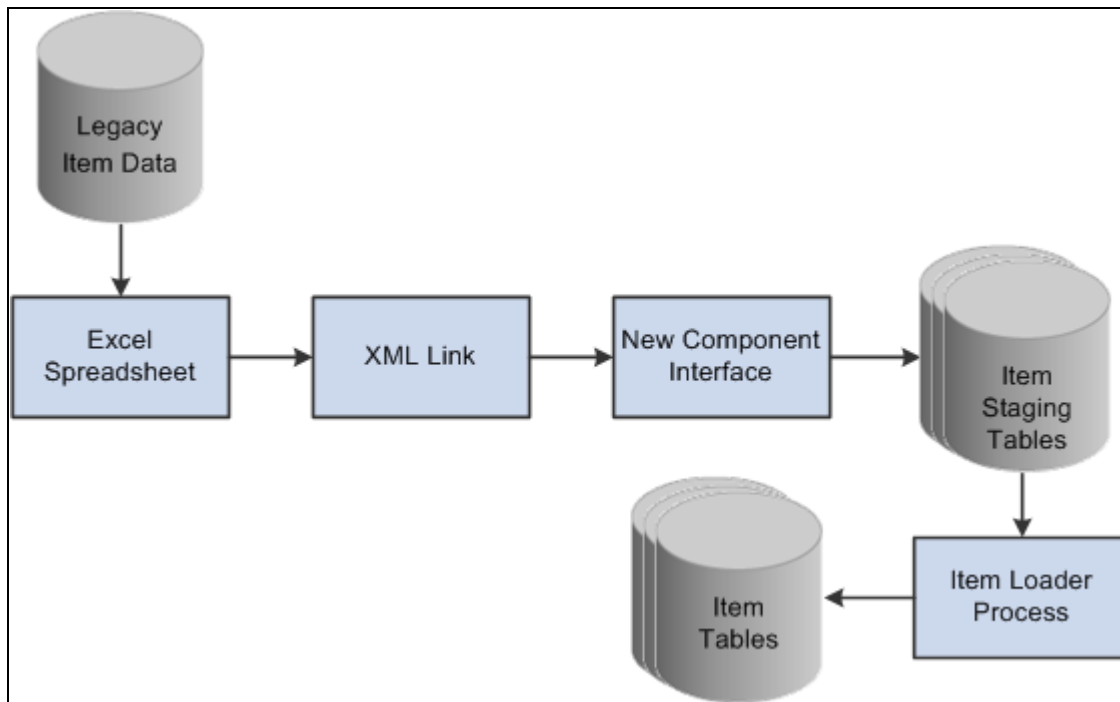 Legacy
Item Data
Excel
Spreadsheet
XML Link
New Component
Interface
Item
Staging
Tables
Item Loader
Process
Item
Tables